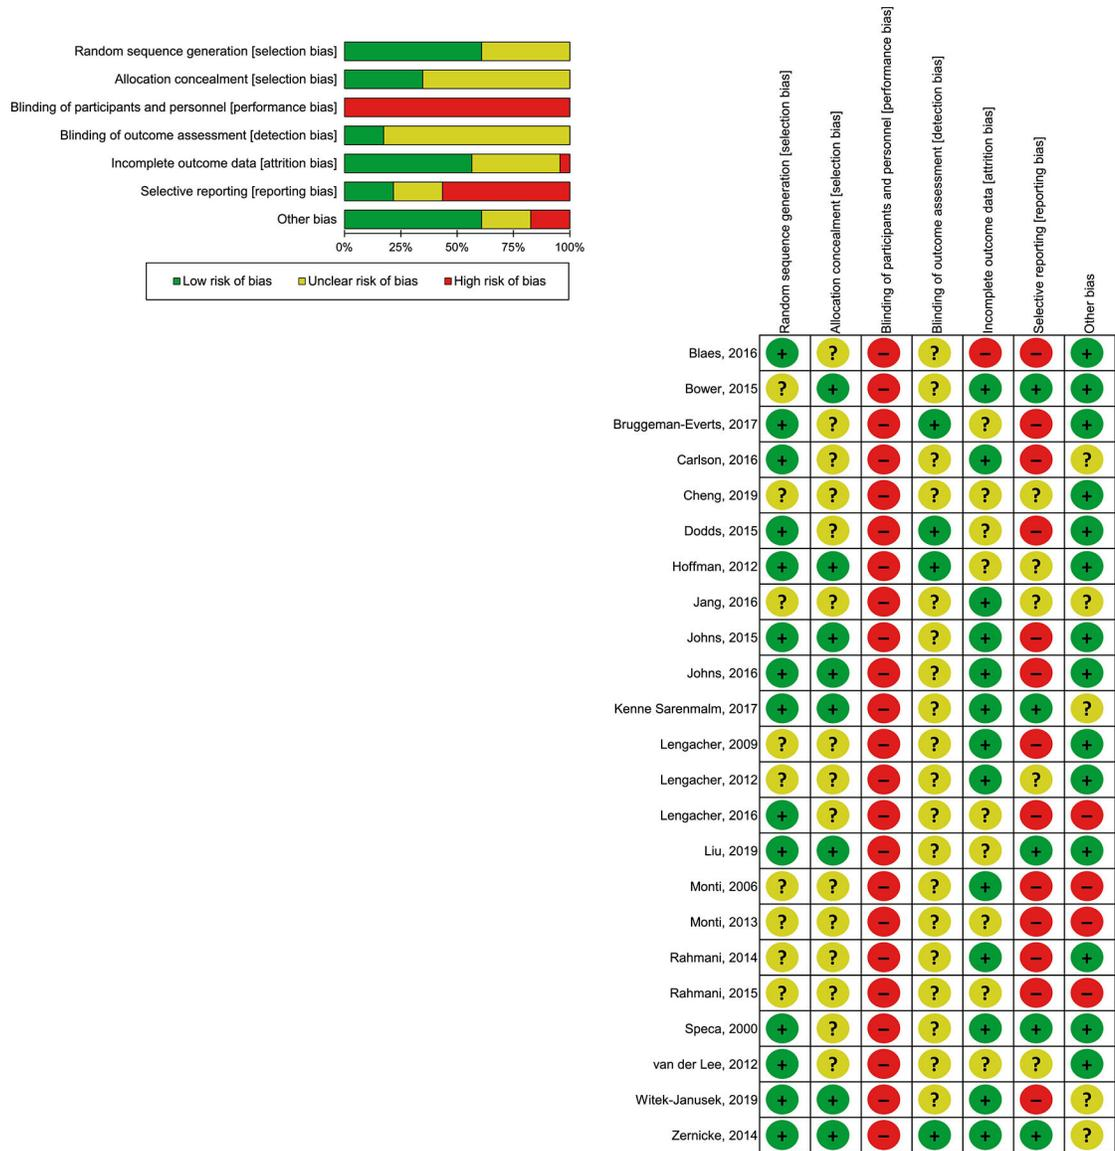 Random sequence generation [selection bias]
Allocation concealment [selection bias]
Blinding of participants and personnel [performance bias]
Blinding of outcome assessment [detection bias]
Incomplete outcome data [attrition bias]
Selective reporting [reporting bias]
Other bias
0% 25% 50% 75% 100%
Low risk of bias Unclear risk of bias High risk of bias
Random sequence generation [selection bias]
Allocation concealment [selection bias]
Blinding of participants and personnel [performance bias]
Blinding of outcome assessment [detection bias]
Incomplete outcome data [attrition bias]
Selective reporting [reporting bias]
Other bias
Blaes, 2016 + ? – ? – – +
Bower, 2015 ? + – ? + + +
Bruggeman-Everts, 2017 + ? – + ? – +
Carlson, 2016 + ? – ? + – ?
Cheng, 2019 ? ? – ? ? ? +
Dodds, 2015 + ? – + ? – +
Hoffman, 2012 + + – + ? ? +
Jang, 2016 ? ? – ? + ? ?
Johns, 2015 + + – ? + – +
Johns, 2016 + + – ? + – +
Kenne Sarenmalm, 2017 + + – ? + + ?
Lengacher, 2009 ? ? – ? + – +
Lengacher, 2012 ? ? – ? + ? +
Lengacher, 2016 + ? – ? ? – –
Liu, 2019 + + – ? ? + +
Monti, 2006 ? ? – ? + – –
Monti, 2013 ? ? – ? ? – –
Rahmani, 2014 ? ? – ? + – +
Rahmani, 2015 ? ? – ? ? – –
Speca, 2000 + ? – ? + + +
van der Lee, 2012 + ? – ? ? ? +
Witek-Janusek, 2019 + + – ? + – ?
Zernicke, 2014 + + – + + + ?